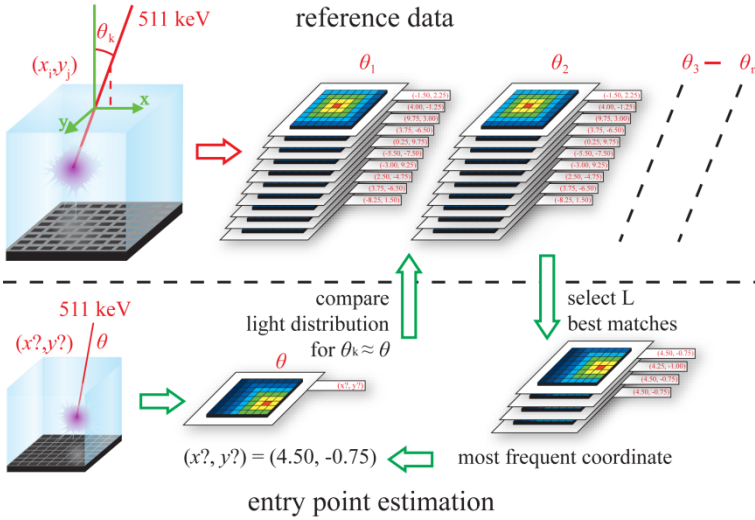 reference data
511 keV
θk
(xi,yj)
x
y
θ1
(-1.50, 2.25)
(4.00, -1.25)
(9.75, 3.00)
(3.75, -6.50)
(0.25, 9.75)
(-5.50, -7.50)
(-3.00, 9.25)
(2.50, -4.75)
(3.75, -6.50)
(-8.25, 1.50)
θ2
(-1.50, 2.25)
(4.00, -1.25)
(9.75, 3.00)
(3.75, -6.50)
(0.25, 9.75)
(-5.50, -7.50)
(-3.00, 9.25)
(2.50, -4.75)
(3.75, -6.50)
(-8.25, 1.50)
θ3 – θn
511 keV
(x?,y?) θ
compare
light distribution
for θk ≈ θ
select L
best matches
θ
(x?, y?)
(4.50, -0.75)
(4.25, -1.00)
(4.50, -0.75)
(4.50, -0.75)
(x?, y?) = (4.50, -0.75)
most frequent coordinate
entry point estimation